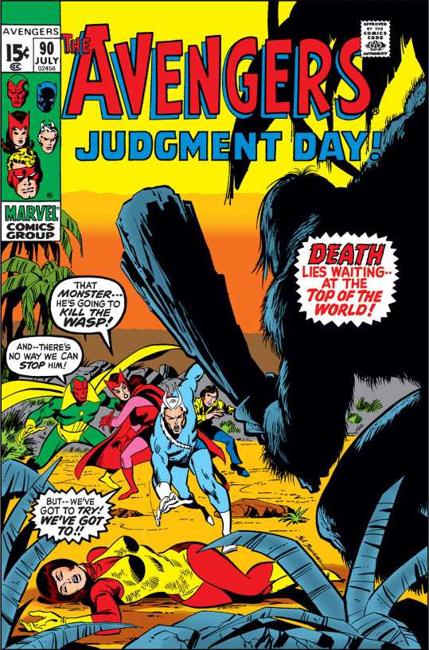 AVENGERS
15¢
CC
90
JULY
02458
THE AVENGERS®
JUDGMENT DAY!
APPROVED
BY THE
COMICS
CODE
AUTHORITY
MARVEL
COMICS
GROUP
DEATH
LIES WAITING--
AT THE
TOP OF THE
WORLD!
THAT
MONSTER...
HE'S GOING TO
KILL THE
WASP!
AND--THERE'S
NO WAY WE CAN
STOP HIM!
BUT--WE'VE
GOT TO TRY!
WE'VE GOT
TO!!